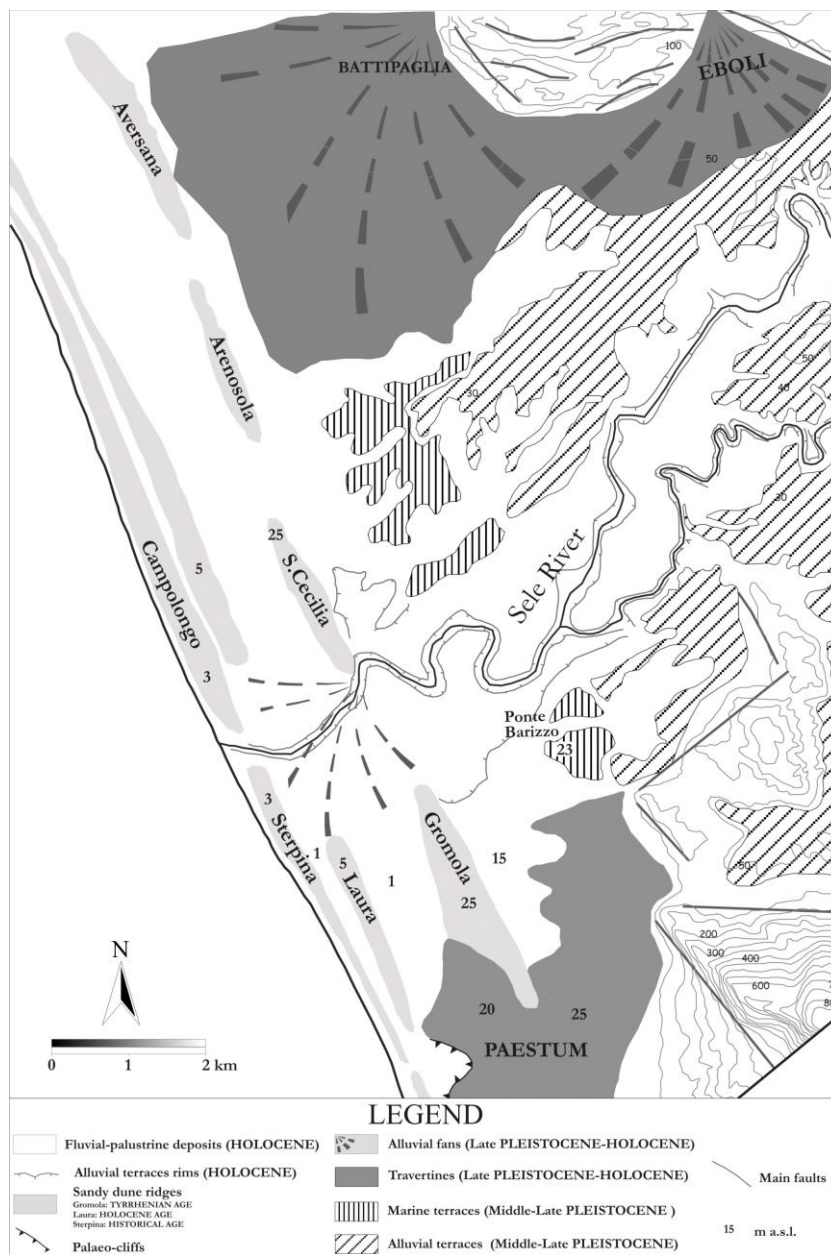 100
BATTIPAGLIA
EBOLI
50
Aversana
Arenosola
30
50
40
30
25
S.Cecilia
Campolongo
5
3
Sele River
Ponte
Barizzo
23
3
Sterpina
1
5
Laura
1
Gromola
15
25
50
200
300
400
600
N
20
25
PAESTUM
0 1 2 km
LEGEND
Fluvial-palustrine deposits (HOLOCENE)
Alluvial terraces rims (HOLOCENE)
Sandy dune ridges
Gromola: TYRRHENIAN AGE
Laura: HOLOCENE AGE
Sterpina: HISTORICAL AGE
Palaeo-cliffs
Alluvial fans (Late PLEISTOCENE-HOLOCENE)
Travertines (Late PLEISTOCENE-HOLOCENE)
Marine terraces (Middle-Late PLEISTOCENE )
Alluvial terraces (Middle-Late PLEISTOCENE)
Main faults
15 m a.s.l.